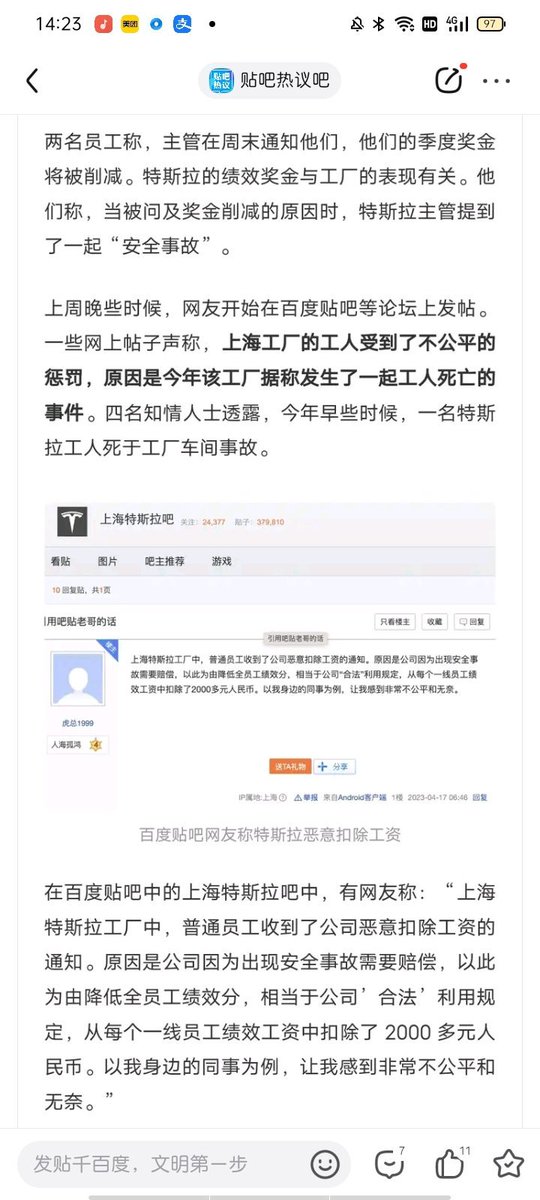 14:23
美团
支
HD
4G
97
贴吧
热议
贴吧热议吧
两名员工称，主管在周末通知他们，他们的季度奖金
将被削减。特斯拉的绩效奖金与工厂的表现有关。他
们称，当被问及奖金削减的原因时，特斯拉主管提到
了一起“安全事故”。
上周晚些时候，网友开始在百度贴吧等论坛上发帖。
一些网上帖子声称，上海工厂的工人受到了不公平的
惩罚，原因是今年该工厂据称发生了一起工人死亡的
事件。四名知情人士透露，今年早些时候，一名特斯
拉工人死于工厂车间事故。
上海特斯拉吧 关注：24,377 贴子：379,810
看贴 图片 吧主推荐 游戏
10 回复贴，共1页
引用吧贴老哥的话 只看楼主 收藏 回复
引用吧贴老哥的话
楼主
上海特斯拉工厂中，普通员工收到了公司恶意扣除工资的通知。原因是公司因为出现安全事
故需要赔偿，以此为由降低全员工绩效分，相当于公司“合法”利用规定，从每个一线员工绩
效工资中扣除了2000多元人民币。以我身边的同事为例，让我感到非常不公平和无奈。
虎总1999
人海孤鸿 4
送TA礼物 分享
IP属地:上海 举报 来自Android客户端 1楼 2023-04-17 06:46 回复
百度贴吧网友称特斯拉恶意扣除工资
在百度贴吧中的上海特斯拉吧中，有网友称：“上海
特斯拉工厂中，普通员工收到了公司恶意扣除工资的
通知。原因是公司因为出现安全事故需要赔偿，以此
为由降低全员工绩效分，相当于公司’合法’利用规
定，从每个一线员工绩效工资中扣除了 2000 多元人
民币。以我身边的同事为例，让我感到非常不公平和
无奈。”
发贴千百度，文明第一步
7
11